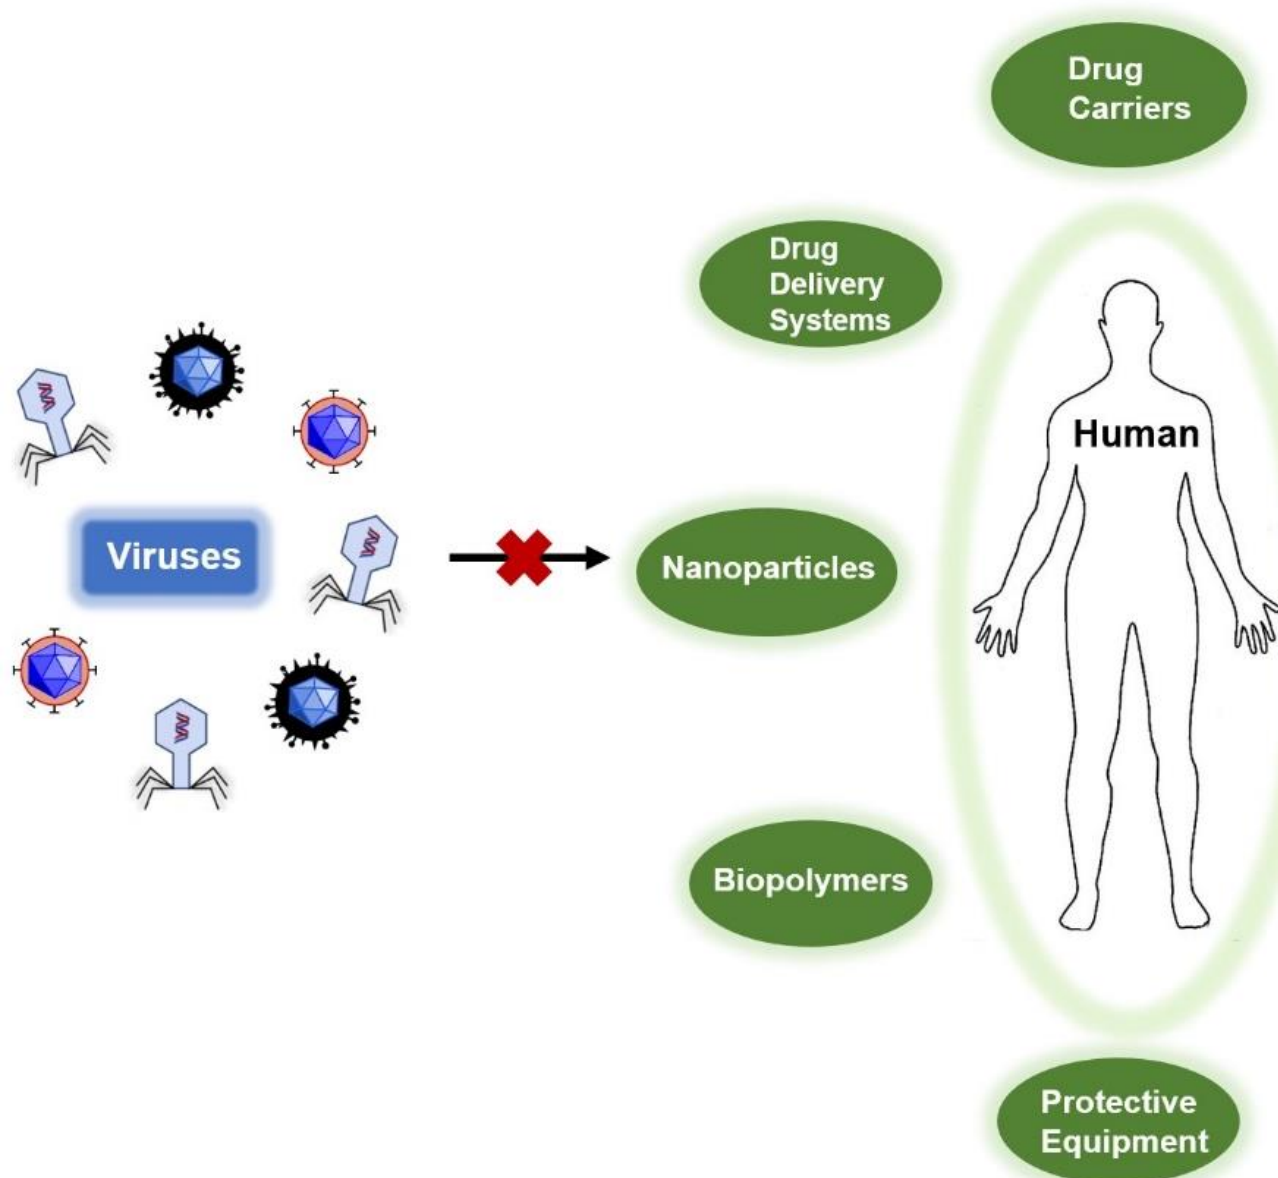 Drug
Carriers
Drug
Delivery
Systems
Human
Viruses
Nanoparticles
Biopolymers
Protective
Equipment